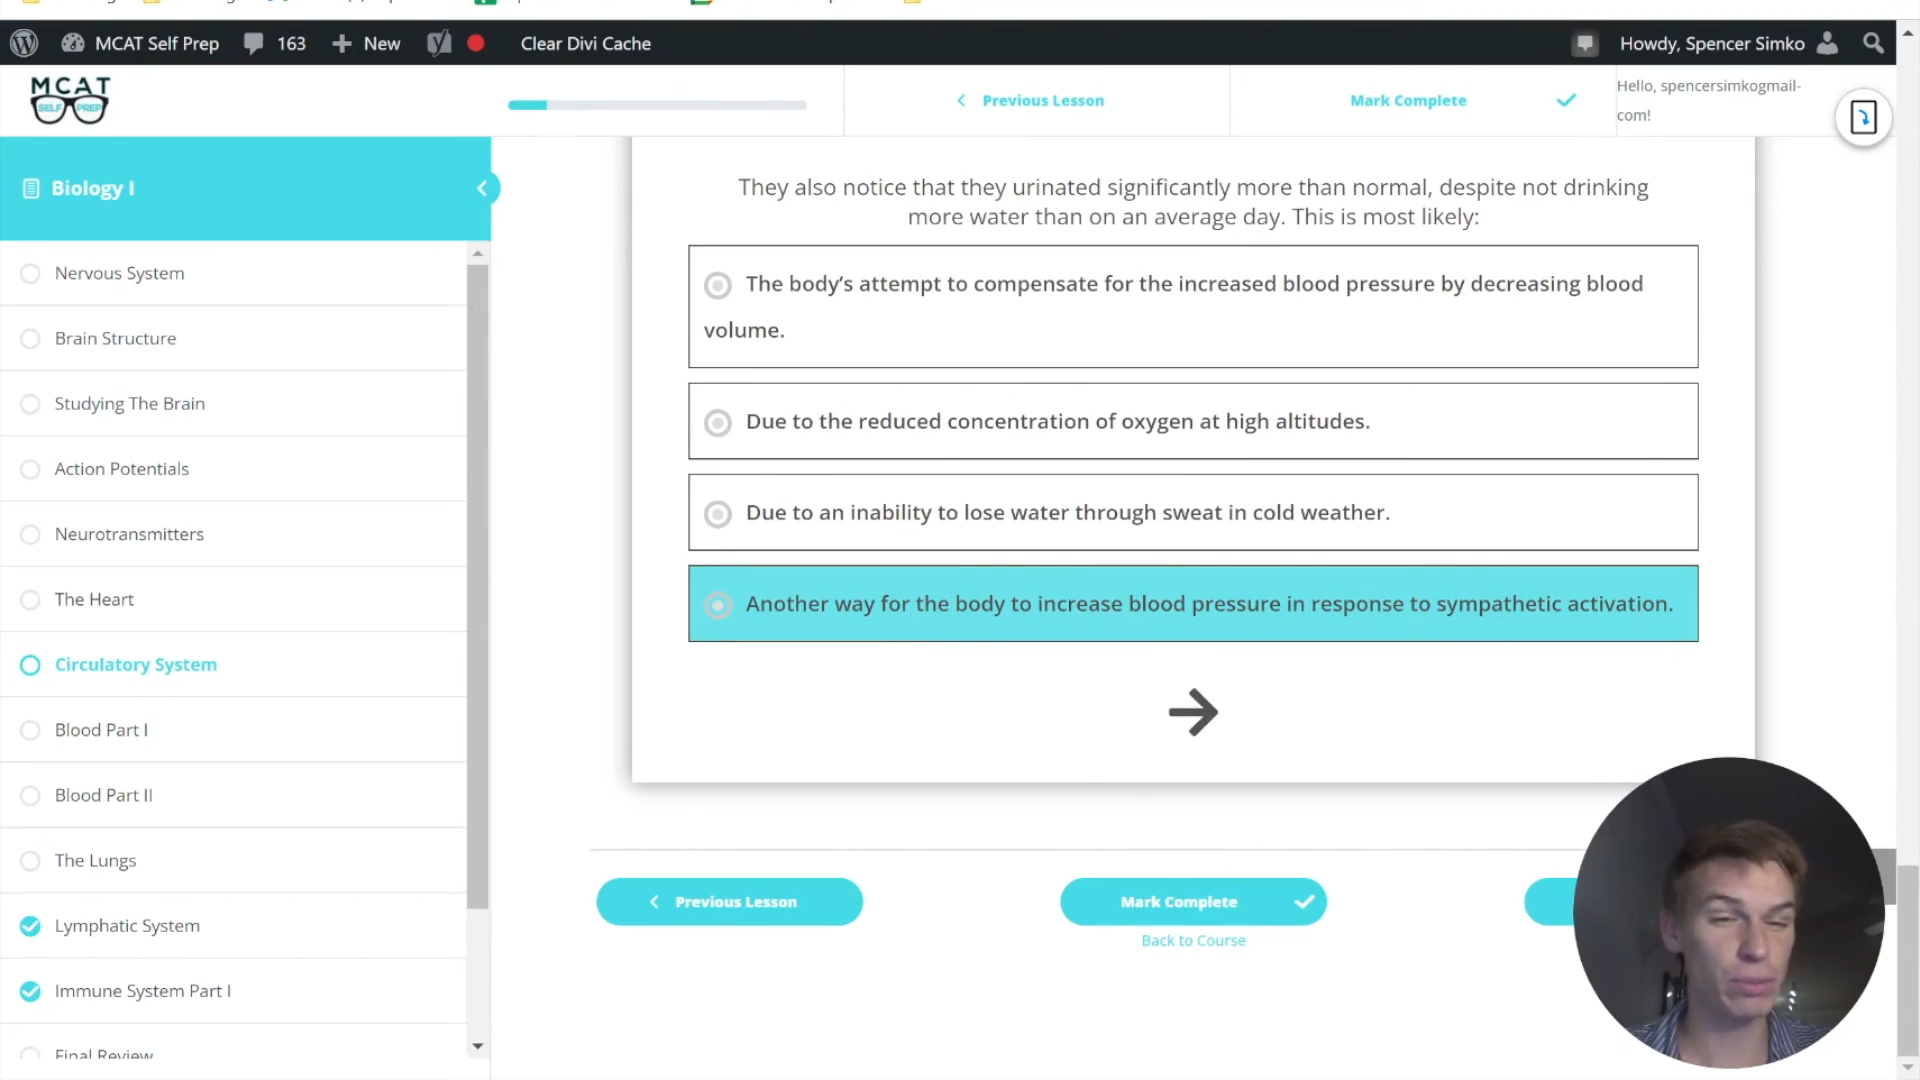 MCAT Self Prep
163
New
Clear Divi Cache
Howdy, Spencer Simko
MCAT
SELF PREP
Previous Lesson
Mark Complete
Hello, spencersimkogmail-
com!
Biology I
Nervous System
Brain Structure
Studying The Brain
Action Potentials
Neurotransmitters
The Heart
Circulatory System
Blood Part I
Blood Part II
The Lungs
Lymphatic System
Immune System Part I
Final Review
They also notice that they urinated significantly more than normal, despite not drinking
more water than on an average day. This is most likely:
The body’s attempt to compensate for the increased blood pressure by decreasing blood
volume.
Due to the reduced concentration of oxygen at high altitudes.
Due to an inability to lose water through sweat in cold weather.
Another way for the body to increase blood pressure in response to sympathetic activation.
Previous Lesson
Mark Complete
Back to Course